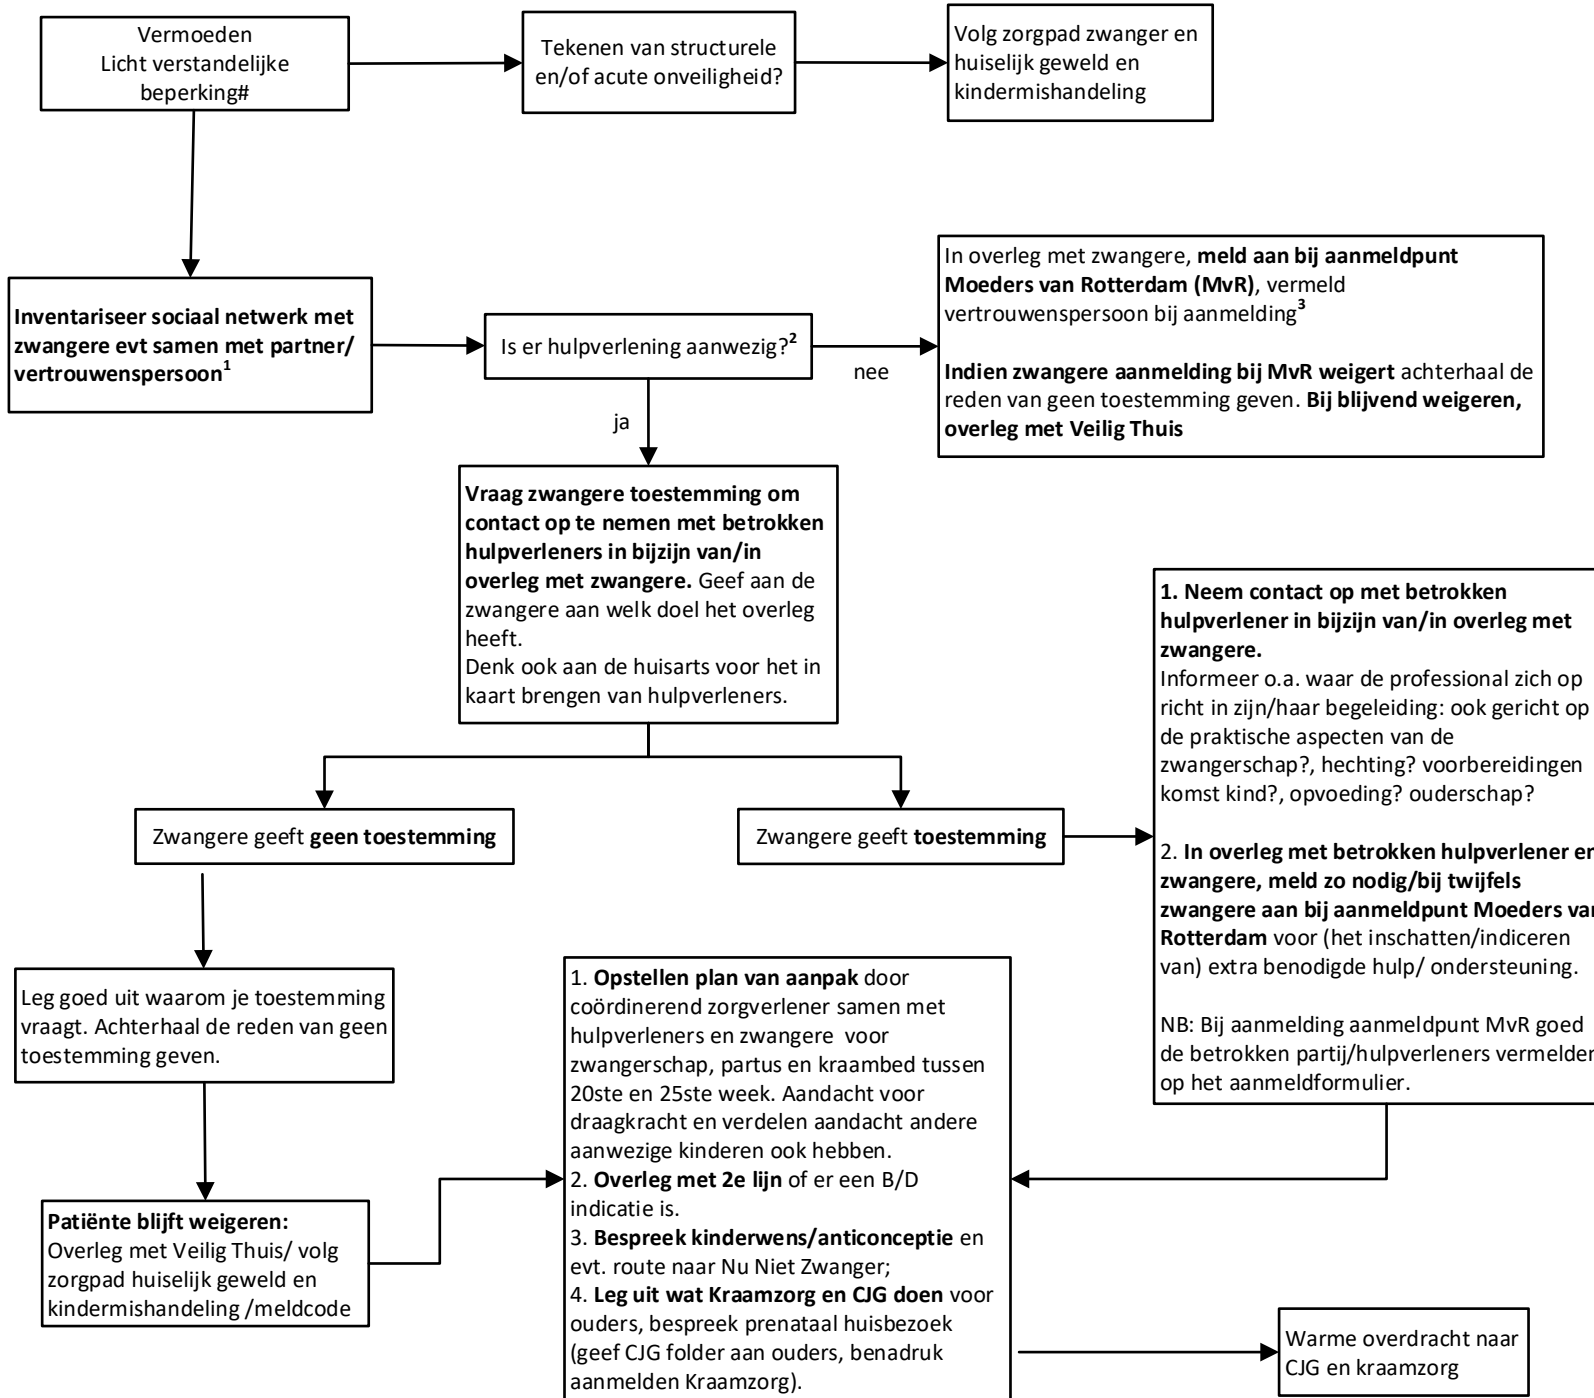 Vermoeden
Licht verstandelijke
beperking#
Tekenen van structurele
en/of acute onveiligheid?
Volg zorgpad zwanger en
huiselijk geweld en
kindermishandeling
Inventariseer sociaal netwerk met
zwangere evt samen met partner/
vertrouwenspersoon1
Is er hulpverlening aanwezig?2
nee
ja
In overleg met zwangere, meld aan bij aanmeldpunt
Moeders van Rotterdam (MvR), vermeld
vertrouwenspersoon bij aanmelding3
Indien zwangere aanmelding bij MvR weigert achterhaal de
reden van geen toestemming geven. Bij blijvend weigeren,
overleg met Veilig Thuis
Vraag zwangere toestemming om
contact op te nemen met betrokken
hulpverleners in bijzijn van/in
overleg met zwangere. Geef aan de
zwangere aan welk doel het overleg
heeft.
Denk ook aan de huisarts voor het in
kaart brengen van hulpverleners.
Zwangere geeft geen toestemming
Zwangere geeft toestemming
1. Neem contact op met betrokken
hulpverlener in bijzijn van/in overleg met
zwangere.
Informeer o.a. waar de professional zich op
richt in zijn/haar begeleiding: ook gericht op
de praktische aspecten van de
zwangerschap?, hechting? voorbereidingen
komst kind?, opvoeding? ouderschap?
2. In overleg met betrokken hulpverlener en
zwangere, meld zo nodig/bij twijfels
zwangere aan bij aanmeldpunt Moeders van
Rotterdam voor (het inschatten/indiceren
van) extra benodigde hulp/ ondersteuning.
NB: Bij aanmelding aanmeldpunt MvR goed
de betrokken partij/hulpverleners vermelden
op het aanmeldformulier.
Leg goed uit waarom je toestemming
vraagt. Achterhaal de reden van geen
toestemming geven.
Patiënte blijft weigeren:
Overleg met Veilig Thuis/ volg
zorgpad huiselijk geweld en
kindermishandeling /meldcode
1. Opstellen plan van aanpak door
coördinerend zorgverlener samen met
hulpverleners en zwangere voor
zwangerschap, partus en kraambed tussen
20ste en 25ste week. Aandacht voor
draagkracht en verdelen aandacht andere
aanwezige kinderen ook hebben.
2. Overleg met 2e lijn of er een B/D
indicatie is.
3. Bespreek kinderwens/anticonceptie en
evt. route naar Nu Niet Zwanger;
4. Leg uit wat Kraamzorg en CJG doen voor
ouders, bespreek prenataal huisbezoek
(geef CJG folder aan ouders, benadruk
aanmelden Kraamzorg).
Warme overdracht naar
CJG en kraamzorg